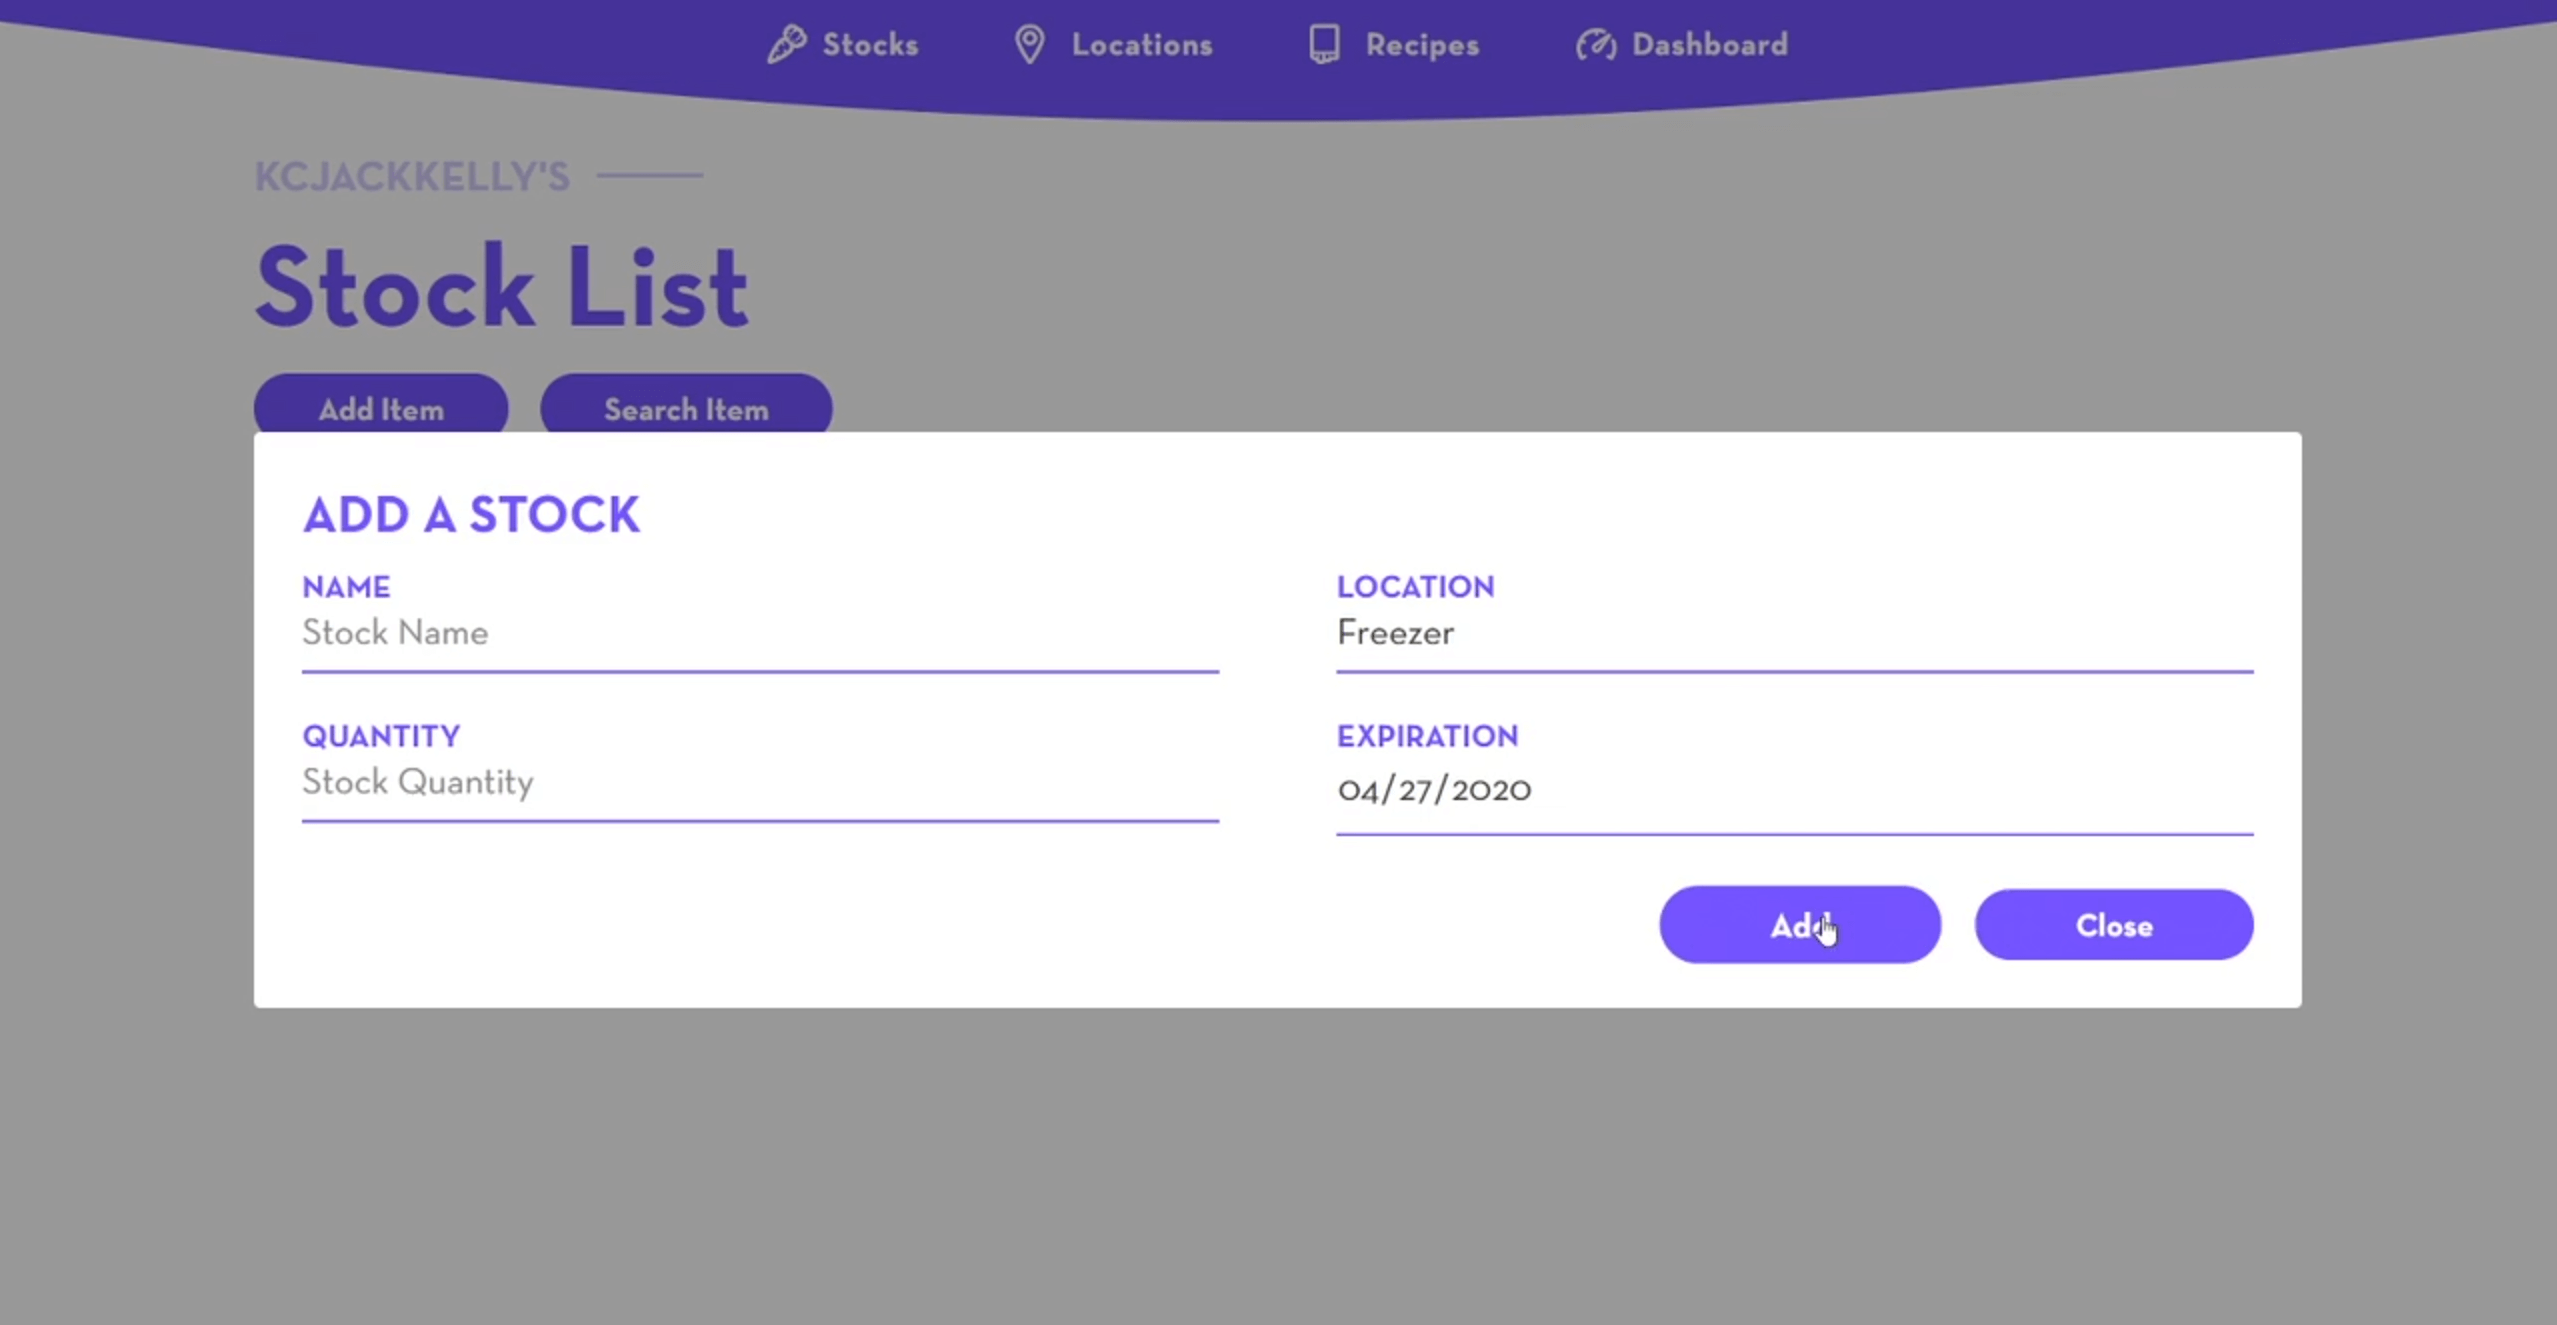 Stocks Locations Recipes Dashboard
KCJACKKELLY'S
Stock List
Add Item Search Item
ADD A STOCK
NAME LOCATION
Stock Name Freezer
QUANTITY EXPIRATION
Stock Quantity 04/27/2020
Add Close